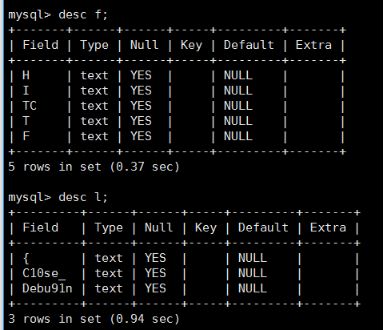 mysql> desc f;
+-------+------+------+-----+---------+-------+
| Field | Type | Null | Key | Default | Extra |
+-------+------+------+-----+---------+-------+
| H     | text | YES  |     | NULL    |       |
| I     | text | YES  |     | NULL    |       |
| TC    | text | YES  |     | NULL    |       |
| T     | text | YES  |     | NULL    |       |
| F     | text | YES  |     | NULL    |       |
+-------+------+------+-----+---------+-------+
5 rows in set (0.37 sec)
mysql> desc l;
+---------+------+------+-----+---------+-------+
| Field   | Type | Null | Key | Default | Extra |
+---------+------+------+-----+---------+-------+
| {       | text | YES  |     | NULL    |       |
| C10se_  | text | YES  |     | NULL    |       |
| Debu91n | text | YES  |     | NULL    |       |
+---------+------+------+-----+---------+-------+
3 rows in set (0.94 sec)